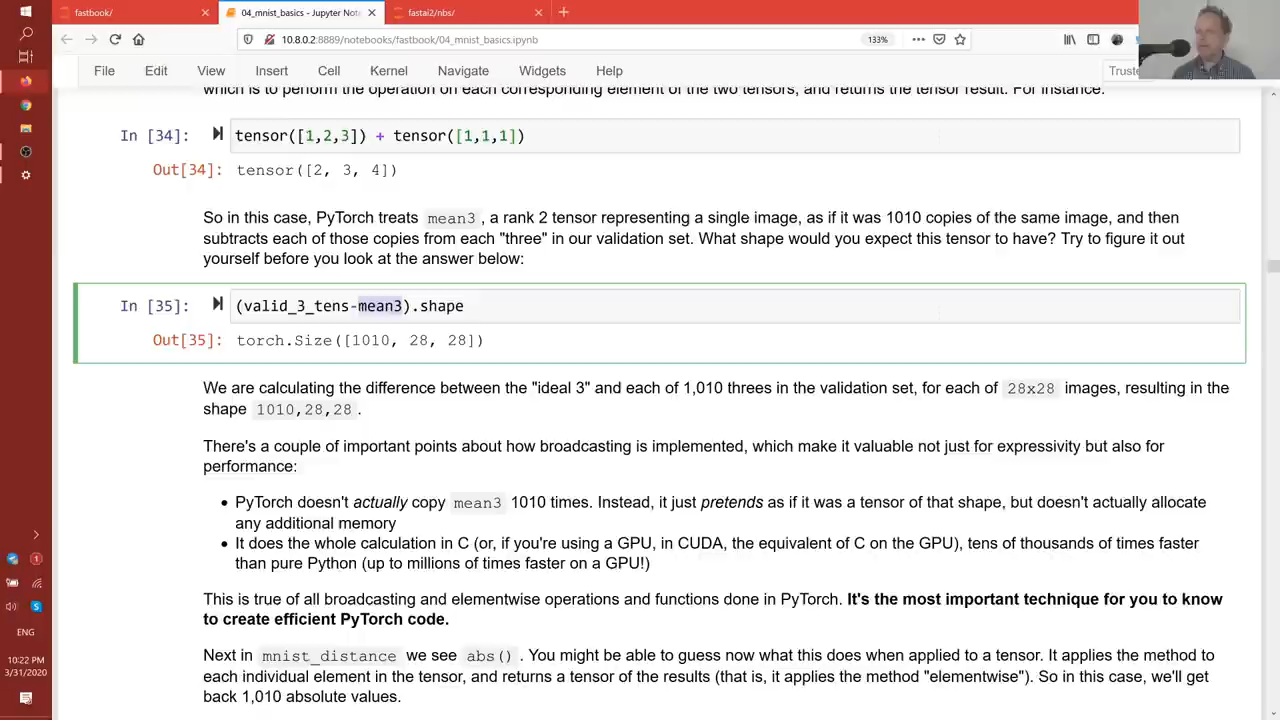 fastbook/
04_mnist_basics - Jupyter Not
fastai2/nbs/
10.8.0.2:8889/notebooks/fastbook/04_mnist_basics.ipynb
133%
File Edit View Insert Cell Kernel Navigate Widgets Help
Truste
which is to perform the operation on each corresponding element of the two tensors, and returns the tensor result. For instance:
In [34]: tensor([1,2,3]) + tensor([1,1,1])
Out[34]: tensor([2, 3, 4])
So in this case, PyTorch treats mean3, a rank 2 tensor representing a single image, as if it was 1010 copies of the same image, and then
subtracts each of those copies from each "three" in our validation set. What shape would you expect this tensor to have? Try to figure it out
yourself before you look at the answer below:
In [35]: (valid_3_tens-mean3).shape
Out[35]: torch.Size([1010, 28, 28])
We are calculating the difference between the "ideal 3" and each of 1,010 threes in the validation set, for each of 28x28 images, resulting in the
shape 1010,28,28.
There's a couple of important points about how broadcasting is implemented, which make it valuable not just for expressivity but also for
performance:
• PyTorch doesn't actually copy mean3 1010 times. Instead, it just pretends as if it was a tensor of that shape, but doesn't actually allocate
any additional memory
• It does the whole calculation in C (or, if you're using a GPU, in CUDA, the equivalent of C on the GPU), tens of thousands of times faster
than pure Python (up to millions of times faster on a GPU!)
This is true of all broadcasting and elementwise operations and functions done in PyTorch. It's the most important technique for you to know
to create efficient PyTorch code.
Next in mnist_distance we see abs(). You might be able to guess now what this does when applied to a tensor. It applies the method to
each individual element in the tensor, and returns a tensor of the results (that is, it applies the method "elementwise"). So in this case, we'll get
back 1,010 absolute values.
ENG
10:22 PM
3/31/2020